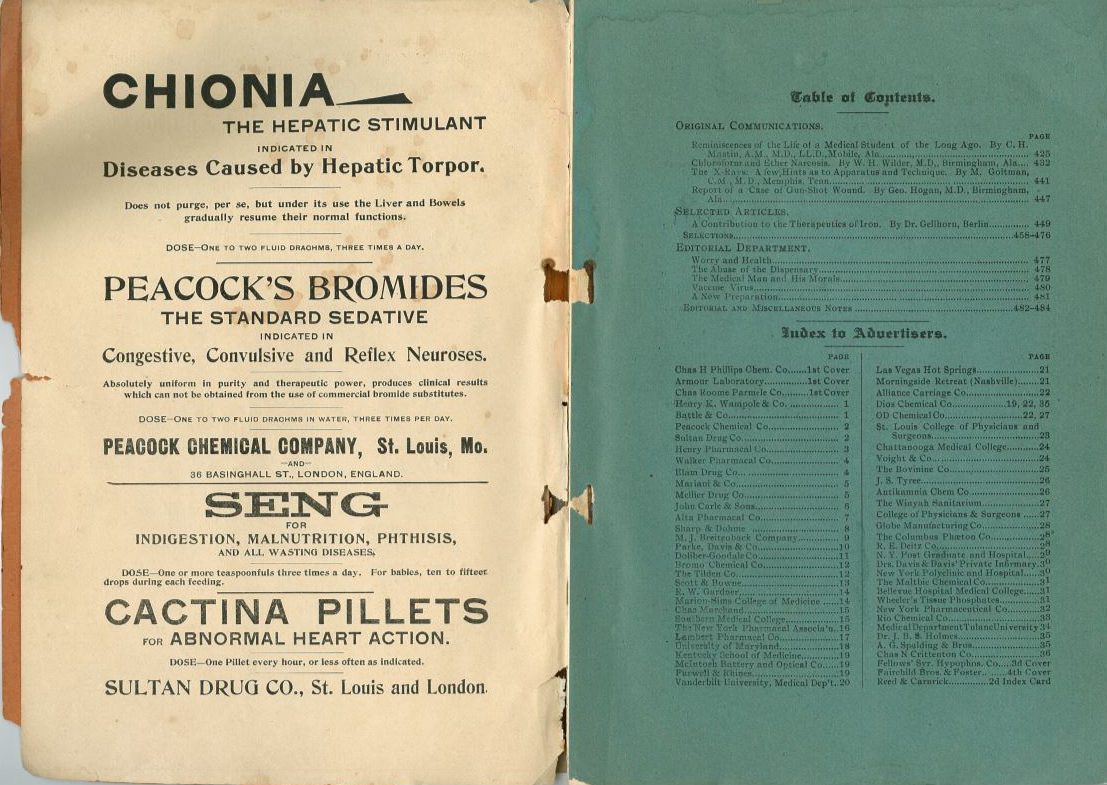 CHIONIA
THE HEPATIC STIMULANT
INDICATED IN
Diseases Caused by Hepatic Torpor.
Does not purge, per se, but under its use the Liver and Bowels
gradually resume their normal functions.
DOSE—ONE TO TWO FLUID DRACHMS, THREE TIMES A DAY.
PEACOCK'S BROMIDES
THE STANDARD SEDATIVE
INDICATED IN
Congestive, Convulsive and Reflex Neuroses.
Absolutely uniform in purity and therapeutic power, produces clinical results
which can not be obtained from the use of commercial bromide substitutes.
DOSE—ONE TO TWO FLUID DRACHMS IN WATER, THREE TIMES PER DAY.
PEACOCK CHEMICAL COMPANY, St. Louis, Mo.
—AND—
36 BASINGHALL ST., LONDON, ENGLAND.
SENG
FOR
INDIGESTION, MALNUTRITION, PHTHISIS,
AND ALL WASTING DISEASES,
DOSE—One or more teaspoonfuls three times a day. For babies, ten to fifteen
drops during each feeding.
CACTINA PILLETS
FOR ABNORMAL HEART ACTION.
DOSE—One Pillet every hour, or less often as indicated.
SULTAN DRUG CO., St. Louis and London.
Table of Contents.
ORIGINAL COMMUNICATIONS.
PAGE
Reminiscences of the Life of a Medical Student of the Long Ago. By C. H.
Mastin, A.M., M.D., LL.D., Mobile, Ala. 425
Chloroform and Ether Narcosis. By W. H. Wilder, M.D., Birmingham, Ala. 432
The X-Rays: A few Hints as to Apparatus and Technique. By M. Goltman,
C.M., M.D., Memphis, Tenn. 441
Report of a Case of Gun-Shot Wound. By Geo. Hogan, M.D., Birmingham,
Ala. 447
SELECTED ARTICLES.
A Contribution to the Therapeutics of Iron. By Dr. Gellhorn, Berlin. 449
SELECTIONS. 458-476
EDITORIAL DEPARTMENT.
Worry and Health. 477
The Abuse of the Dispensary. 478
The Medical Man and His Morals. 479
Vaccine Virus. 480
A New Preparation. 481
EDITORIAL AND MISCELLANEOUS NOTES 482-484
Index to Advertisers.
PAGE
Chas H Phillips Chem. Co. 1st Cover
Armour Laboratory. 1st Cover
Chas Roome Parmele Co. 1st Cover
Henry K. Wampole & Co. 1
Battle & Co. 1
Peacock Chemical Co. 2
Sultan Drug Co. 2
Henry Pharmacal Co. 3
Walker Pharmacal Co. 4
Elam Drug Co. 4
Mariani & Co. 5
Mellier Drug Co. 5
John Carle & Sons. 6
Alta Pharmacal Co. 7
Sharp & Dohme 8
M. J. Breitenbach Company. 9
Parke, Davis & Co. 10
Doliber-Goodale Co. 11
Bromo Chemical Co. 12
The Tilden Co. 12
Scott & Bowne. 13
R. W. Gardner. 14
Marion-Sims College of Medicine 14
Chas Marchand. 15
Southern Medical College. 15
The New York Pharmacal Associa'n. 16
Lambert Pharmacal Co. 17
University of Maryland. 18
Kentucky School of Medicine. 19
McIntosh Battery and Optical Co. 19
Farwell & Rhines. 19
Vanderbilt University, Medical Dep't. 20
PAGE
Las Vegas Hot Springs. 21
Morningside Retreat (Nashville). 21
Alliance Carriage Co. 22
Dios Chemical Co. 19, 22, 35
OD Chemical Co. 22, 27
St. Louis College of Physicians and
Surgeons. 23
Chattanooga Medical College. 24
Voight & Co. 24
The Bovinine Co. 25
J. S. Tyree. 26
Antikamnia Chem Co. 26
The Winyah Sanitarium. 27
College of Physicians & Surgeons 27
Globe Manufacturing Co. 28
The Columbus Phæton Co. 28
R. E. Deitz Co. 28
N. Y. Post Graduate and Hospital. 29
Drs. Davis & Davis' Private Infirmary. 30
New York Polyclinic and Hospital. 30
The Maltbie Chemical Co. 31
Bellevue Hospital Medical College. 31
Wheeler's Tissue Phosphates. 31
New York Pharmaceutical Co. 32
Rio Chemical Co. 33
Medical Department Tulane University 34
Dr. J. B. S. Holmes. 35
A. G. Spalding & Bros. 35
Chas N Crittenton Co. 36
Fellows' Syr. Hypophos. Co. 3d Cover
Fairchild Bros. & Foster. 4th Cover
Reed & Carnrick. 2d Index Card